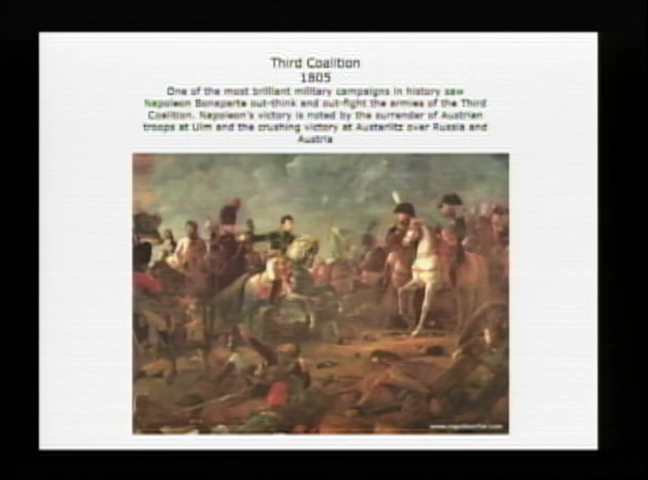 Third Coalition
1805
One of the most brilliant military campaigns in history saw
Napoleon Bonaparte out-think and out-fight the armies of the Third
Coalition. Napoleon's victory is noted by the surrender of Austrian
troops at Ulm and the crushing victory at Austerlitz over Russia and
Austria